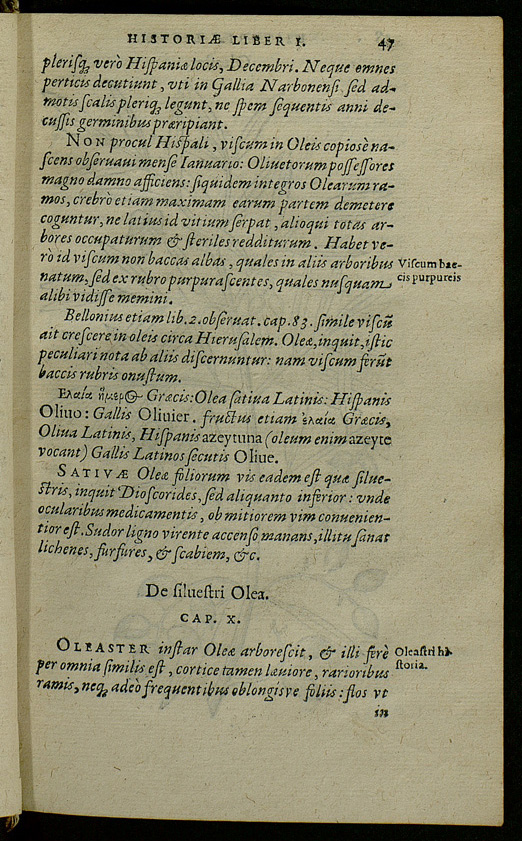 HISTORIÆ LIBER I. 47
plerisq́; verò Hiſpaniæ locis, Decembri. Neque omnes
perticis decutiunt, vti in Gallia Narbonenſi, ſed ad-
motis ſcalis pleriq́; legunt, ne ſpem ſequentis anni de-
cuſsis germinibus præripiant.
NON procul Hiſpali, viſcum in Oleis copiosè na-
ſcens obſeruaui menſe Ianuario: Oliuetorum poſſeſſores
magno damno afficiens: ſiquidem integros Olearum ra-
mos, crebrò etiam maximam earum partem demetere
coguntur, ne latius id vitium ſerpat, alioqui totas ar-
bores occupaturum & ſteriles redditurum. Habet ve-
rò id viſcum non baccas albas, quales in aliis arboribus
natum, ſed ex rubro purpuraſcentes, quales nuſquam
alibi vidiſſe memini.
Viſcum bac-
cis purpureis
Bellonius etiam lib. 2. obſeruat. cap. 83. ſimile viſcū
ait creſcere in oleis circa Hieruſalem. Oleæ, inquit, iſtic
peculiari nota ab aliis diſcernuntur: nam viſcum ferūt
baccis rubris onuſtum.
Ἐλαία ἥμερος Græcis: Olea ſatiua Latinis: Hiſpanis
Oliuo: Gallis Oliuier. fructus etiam ἐλαία Græcis,
Oliua Latinis, Hiſpanis azeytuna (oleum enim azeyte
vocant) Gallis Latinos ſecutis Oliue.
SATIVÆ Oleæ foliorum vis eadem eſt quæ ſilue-
ſtris, inquit Dioſcorides, ſed aliquanto inferior: vnde
ocularibus medicamentis, ob mitiorem vim conuenien-
tior eſt. Sudor ligno virente accenſo manans, illitu ſanat
lichenes, furfures, & ſcabiem, &c.
De ſilueſtri Olea.
CAP. X.
OLEASTER inſtar Oleæ arboreſcit, & illi ferè
per omnia ſimilis eſt, cortice tamen læuiore, rarioribus
ramis, neq́; adeò frequentibus oblongisve foliis: flos vt
Oleaſtri hi-
ſtoria.
in